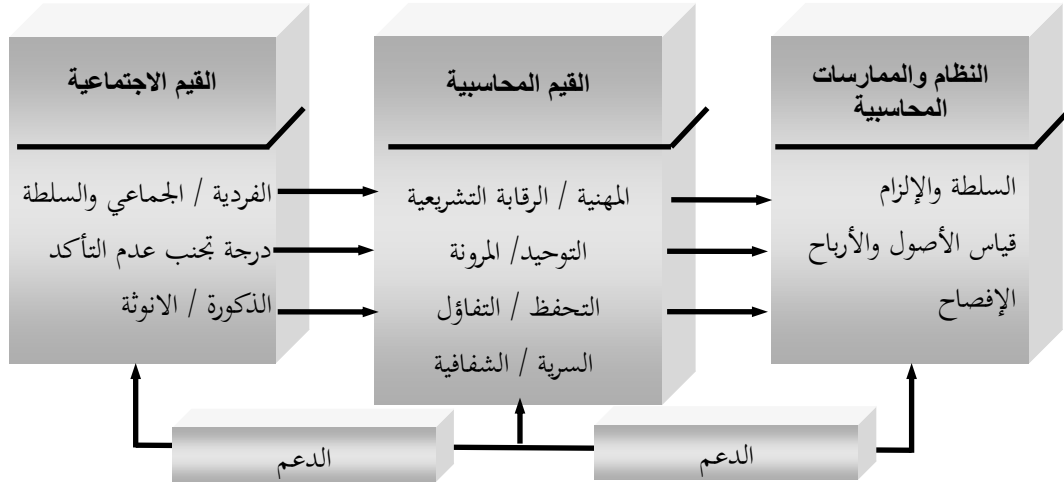 القيم الاجتماعية
الفردية / الجماعي والسلطة
درجة تجنب عدم التأكد
الذكورة / الانوثة
القيم المحاسبية
المهنية / الرقابة التشريعية
التوحيد/ المرونة
التحفظ / التفاؤل
السرية / الشفافية
النظام والممارسات
المحاسبية
السلطة والإلزام
قياس الأصول والأرباح
الإفصاح
الدعم
الدعم